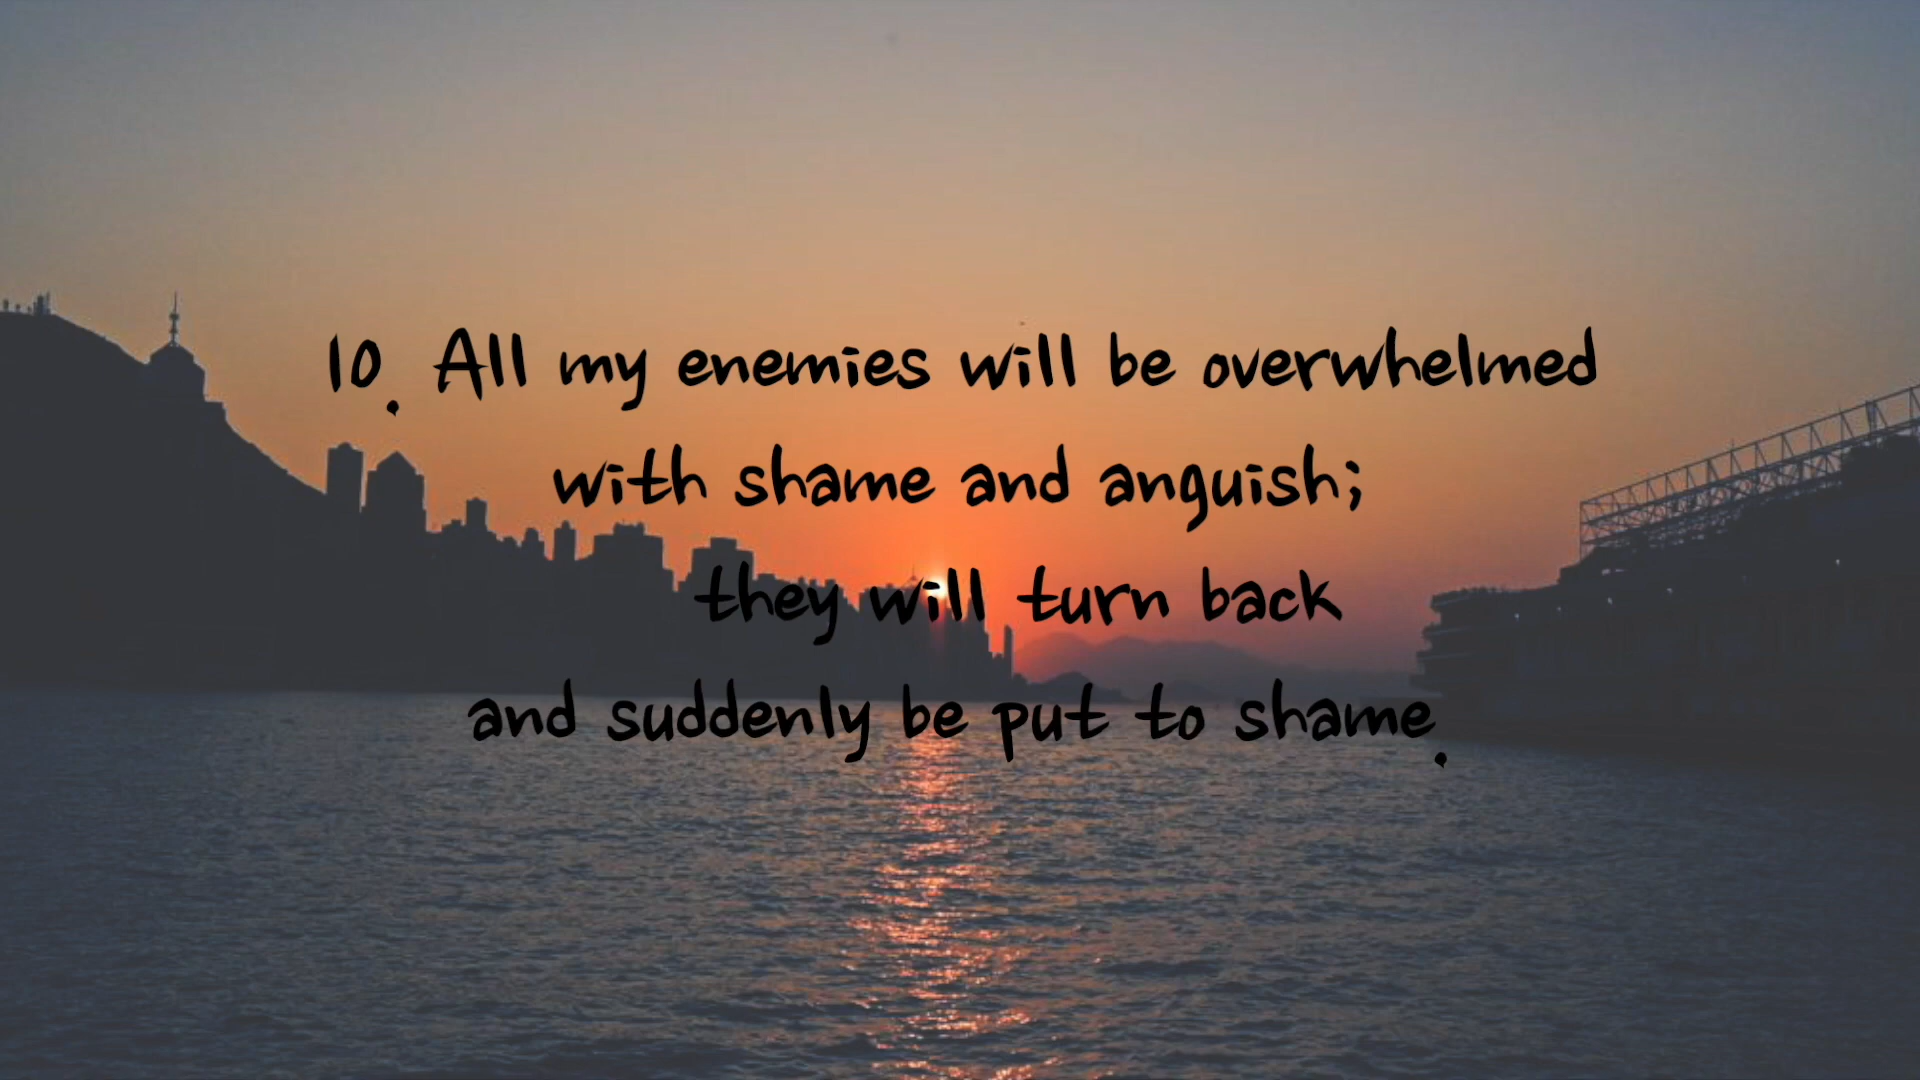 10. All my enemies will be overwhelmed
with shame and anguish;
they will turn back
and suddenly be put to shame.